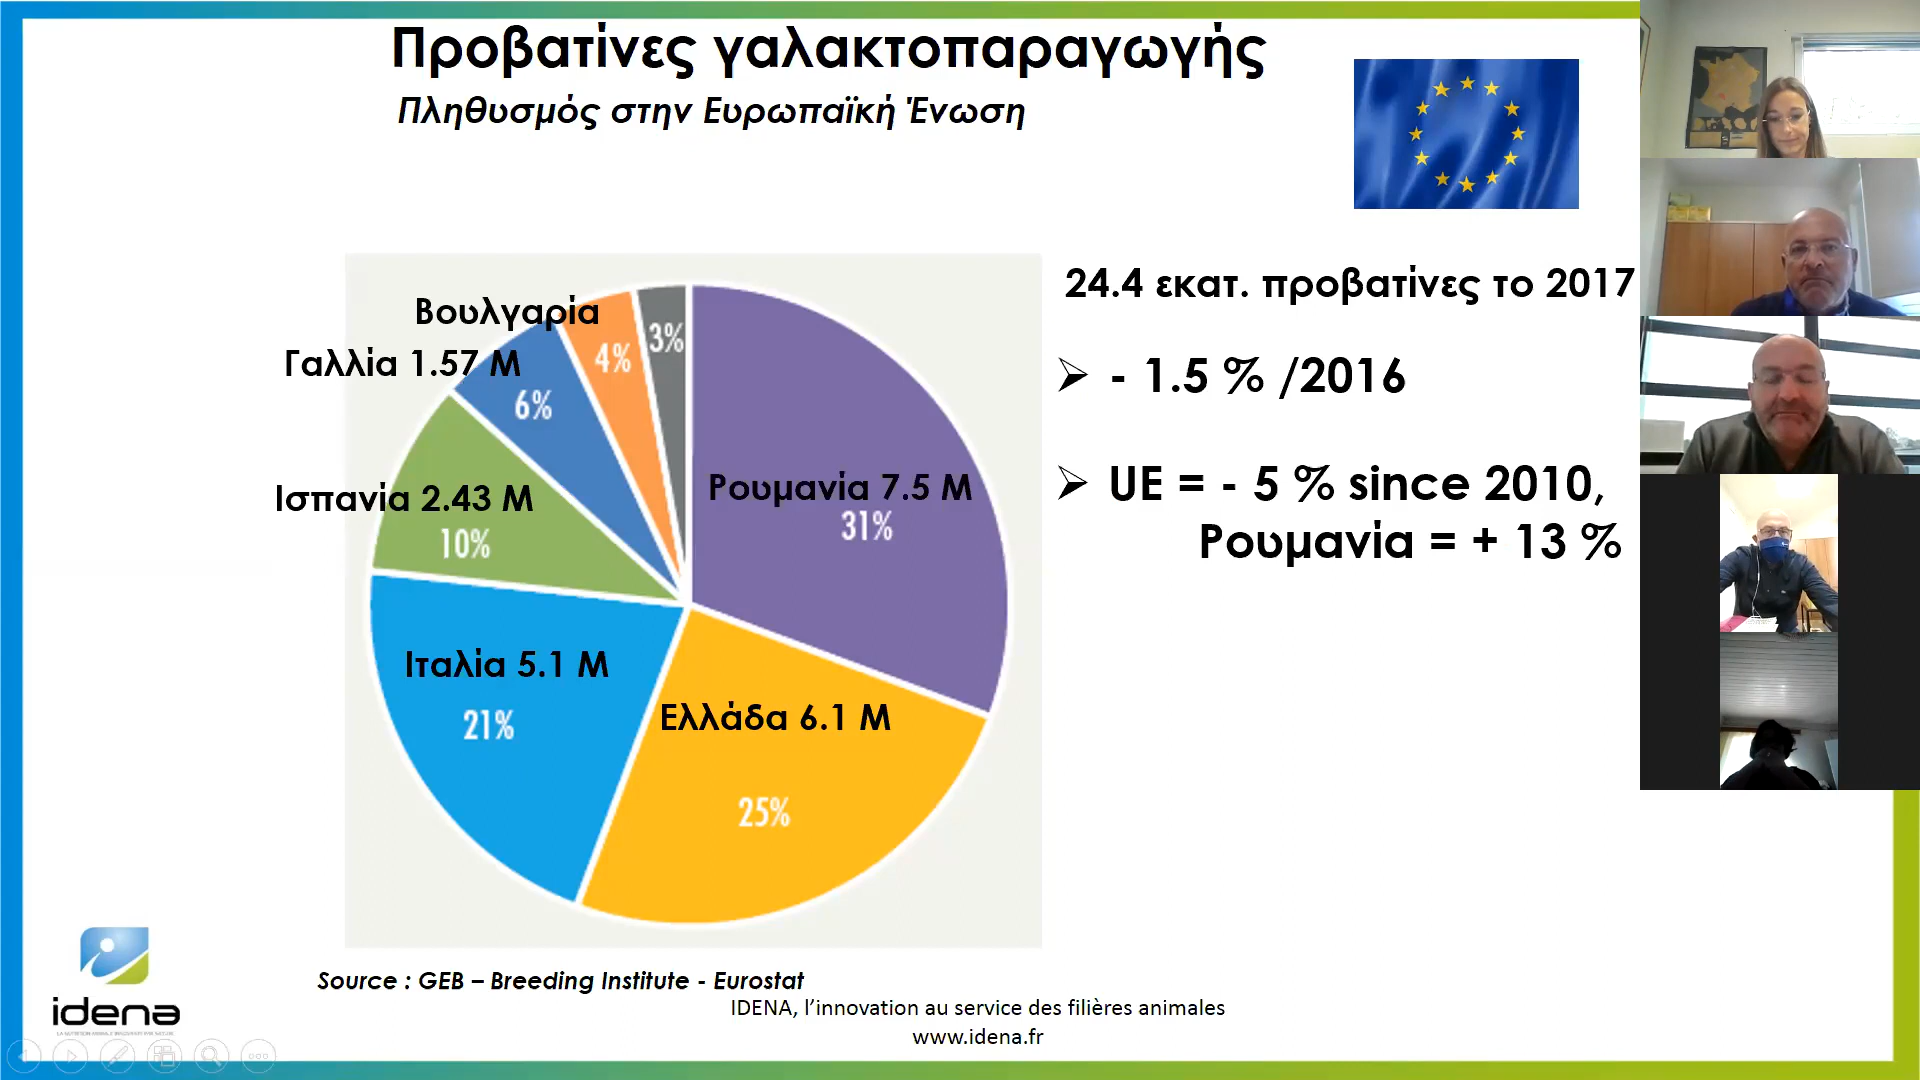 Προβατίνες γαλακτοπαραγωγής
Πληθυσμός στην Ευρωπαϊκή Ένωση
24.4 εκατ. προβατίνες το 2017
- 1.5 % /2016
UE = - 5 % since 2010,
Ρουμανία = + 13 %
Βουλγαρία
Γαλλία 1.57 M
3%
4%
6%
Ισπανία 2.43 M
10%
Ρουμανία 7.5 M
31%
Ιταλία 5.1 M
21%
Ελλάδα 6.1 M
25%
Source : GEB – Breeding Institute - Eurostat
idena
IDENA, l’innovation au service des filières animales
www.idena.fr